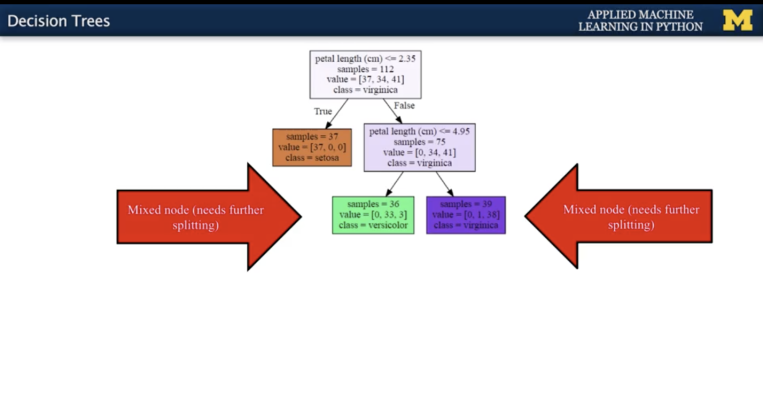 Decision Trees
APPLIED MACHINE
LEARNING IN PYTHON
M
petal length (cm) <= 2.35
samples = 112
value = [37, 34, 41]
class = virginica
True
False
samples = 37
value = [37, 0, 0]
class = setosa
petal length (cm) <= 4.95
samples = 75
value = [0, 34, 41]
class = virginica
Mixed node (needs further
splitting)
samples = 36
value = [0, 33, 3]
class = versicolor
samples = 39
value = [0, 1, 38]
class = virginica
Mixed node (needs further
splitting)